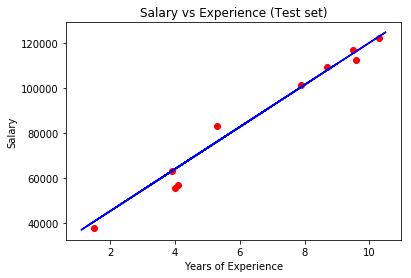 Salary vs Experience (Test set)
120000
100000
80000
60000
40000
Salary
2 4 6 8 10
Years of Experience